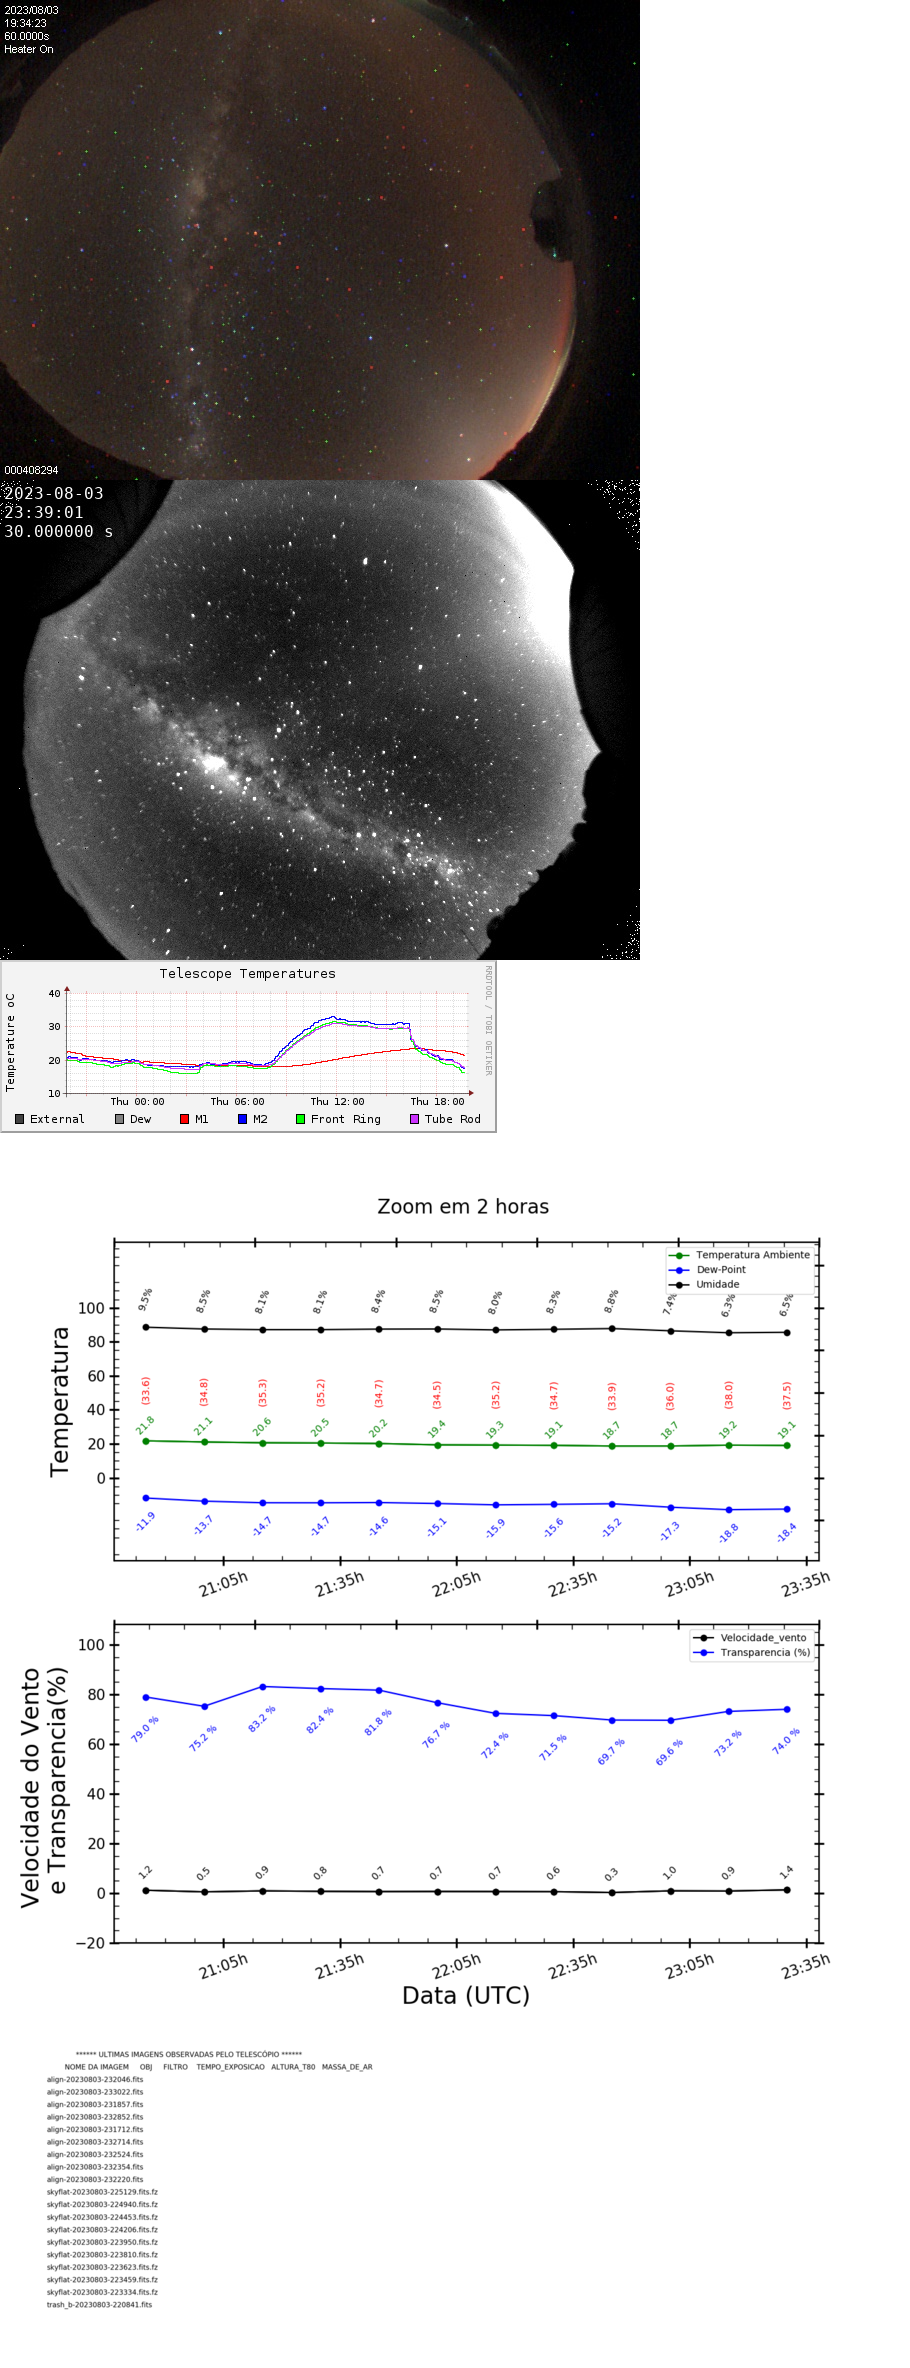 2023/08/03
19:34:23
60.0000s
Heater On
000408294
2023-08-03
23:39:01
30.000000 s
Telescope Temperatures
RRDTOOL / TOBI OETIKER
Temperature oC
40
30
20
10
Thu 00:00 Thu 06:00 Thu 12:00 Thu 18:00
External Dew M1 M2 Front Ring Tube Rod
Zoom em 2 horas
Temperatura Ambiente
Dew-Point
Umidade
Temperatura
100
80
60
40
20
0
9.5% 8.5% 8.1% 8.1% 8.4% 8.5% 8.0% 8.3% 8.8% 7.4% 6.3% 6.5%
(33.6) (34.8) (35.3) (35.2) (34.7) (34.5) (35.2) (34.7) (33.9) (36.0) (38.0) (37.5)
21.8 21.1 20.6 20.5 20.2 19.4 19.3 19.1 18.7 18.7 19.2 19.1
-11.9 -13.7 -14.7 -14.7 -14.6 -15.1 -15.9 -15.6 -15.2 -17.3 -18.8 -18.4
21:05h 21:35h 22:05h 22:35h 23:05h 23:35h
Velocidade_vento
Transparencia (%)
Velocidade do Vento
e Transparencia(%)
100
80
60
40
20
0
−20
79.0 % 75.2 % 83.2 % 82.4 % 81.8 % 76.7 % 72.4 % 71.5 % 69.7 % 69.6 % 73.2 % 74.0 %
1.2 0.5 0.9 0.8 0.7 0.7 0.7 0.6 0.3 1.0 0.9 1.4
21:05h 21:35h 22:05h 22:35h 23:05h 23:35h
Data (UTC)
****** ULTIMAS IMAGENS OBSERVADAS PELO TELESCÓPIO ******
NOME DA IMAGEM OBJ FILTRO TEMPO_EXPOSICAO ALTURA_T80 MASSA_DE_AR
align-20230803-232046.fits
align-20230803-233022.fits
align-20230803-231857.fits
align-20230803-232852.fits
align-20230803-231712.fits
align-20230803-232714.fits
align-20230803-232524.fits
align-20230803-232354.fits
align-20230803-232220.fits
skyflat-20230803-225129.fits.fz
skyflat-20230803-224940.fits.fz
skyflat-20230803-224453.fits.fz
skyflat-20230803-224206.fits.fz
skyflat-20230803-223950.fits.fz
skyflat-20230803-223810.fits.fz
skyflat-20230803-223623.fits.fz
skyflat-20230803-223459.fits.fz
skyflat-20230803-223334.fits.fz
trash_b-20230803-220841.fits